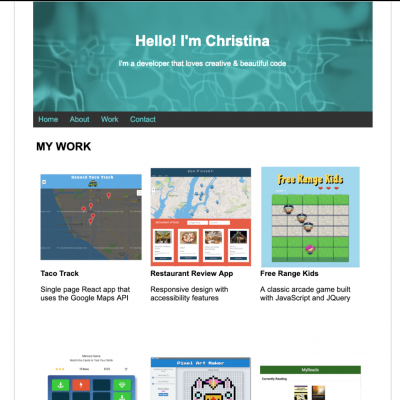 Hello! I'm Christina
I'm a developer that loves creative & beautiful code
Home About Work Contact
MY WORK
Free Range Kids
Taco Track
Single page React app that
uses the Google Maps API
Restaurant Review App
Responsive design with
accessibility features
Free Range Kids
A classic arcade game built
with JavaScript and JQuery
Pixel Art Maker
MyReads
Currently Reading